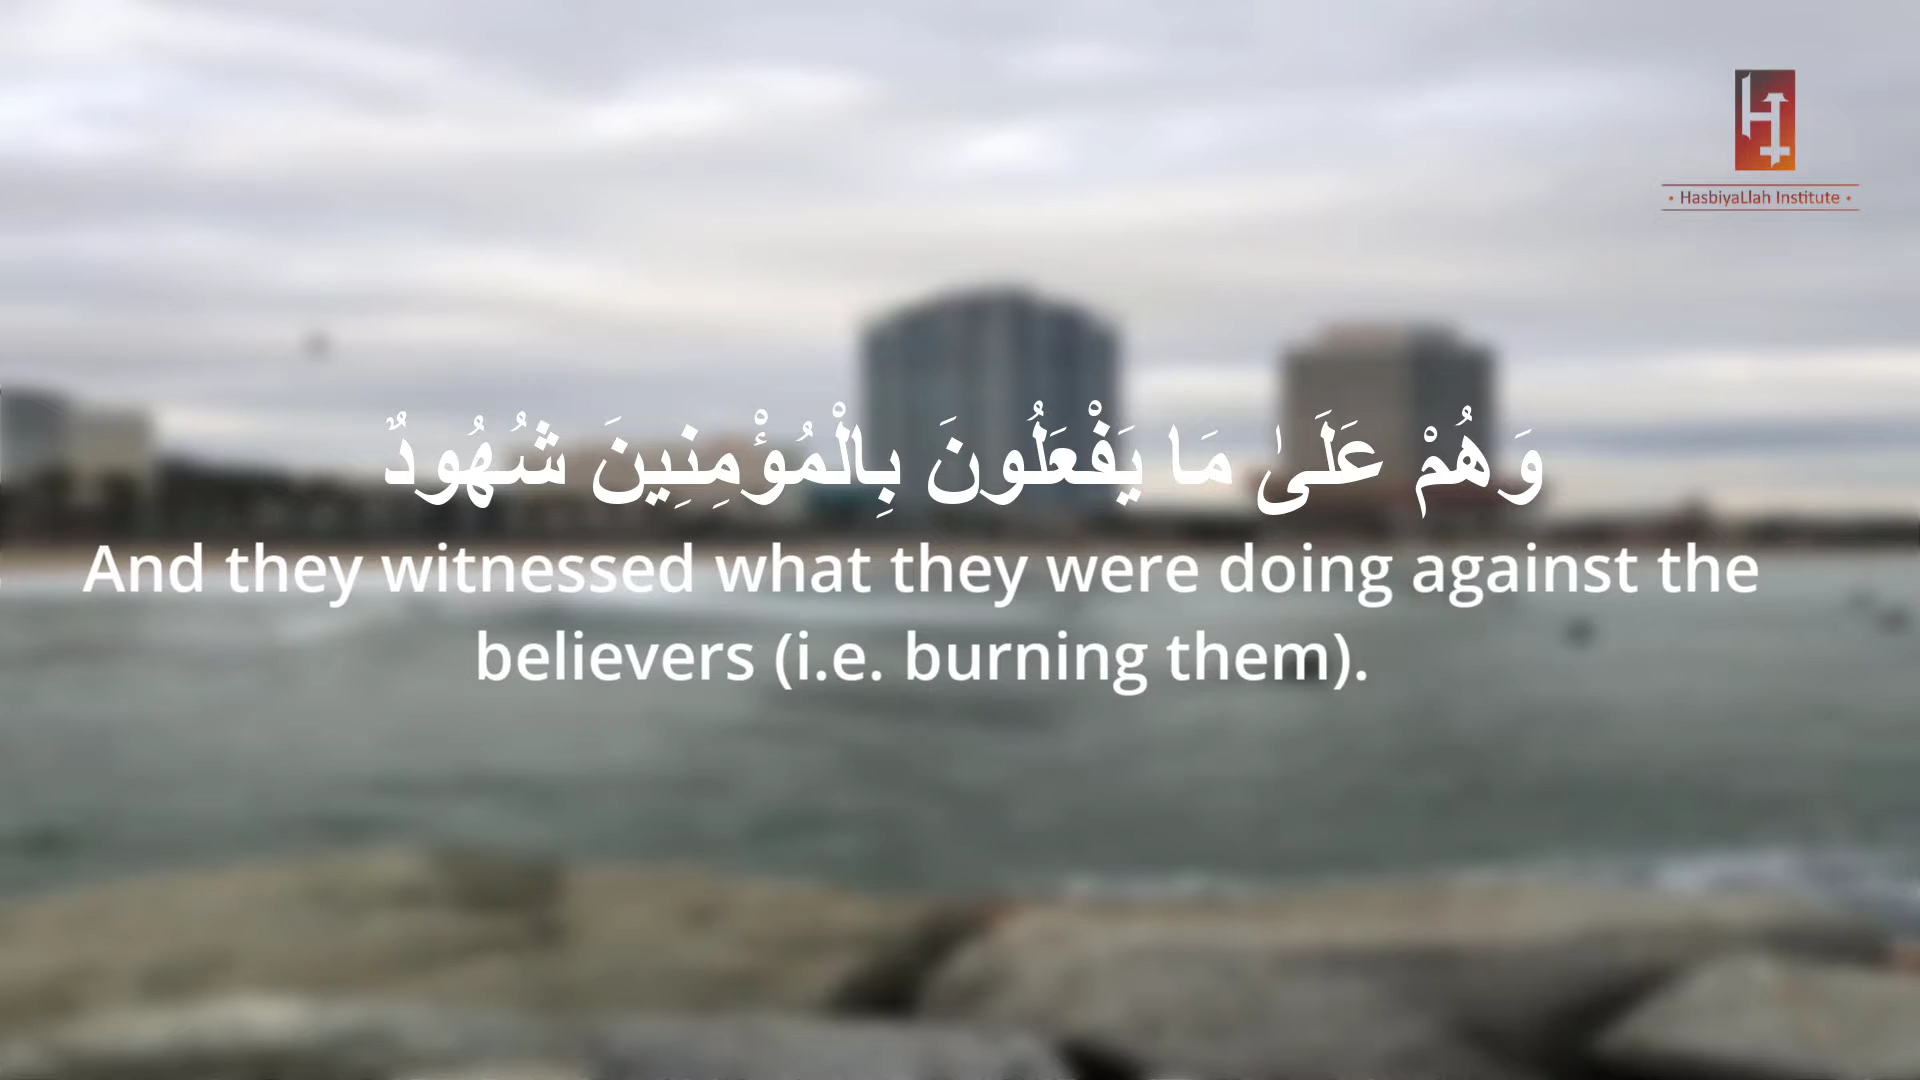 HasbiyaLlah Institute
وَهُمْ عَلَىٰ مَا يَفْعَلُونَ بِالْمُؤْمِنِينَ شُهُودٌ
And they witnessed what they were doing against the
believers (i.e. burning them).